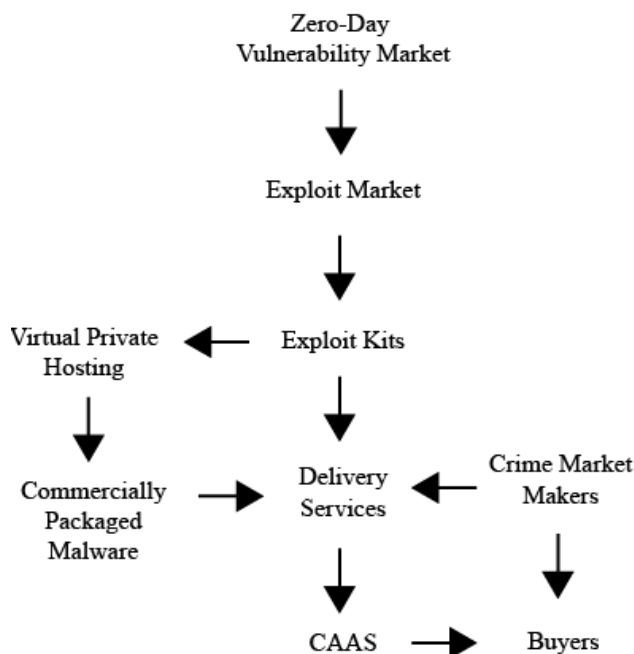 Zero-Day
Vulnerability Market
Exploit Market
Virtual Private
Hosting
Exploit Kits
Commercially
Packaged
Malware
Delivery
Services
Crime Market
Makers
CAAS
Buyers